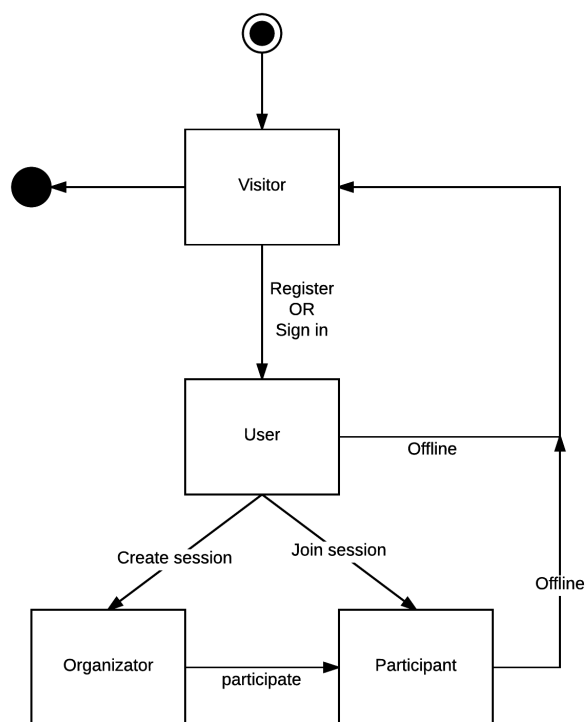 Visitor
Register
OR
Sign in
User
Offline
Create session
Join session
Offline
Organizator
participate
Participant